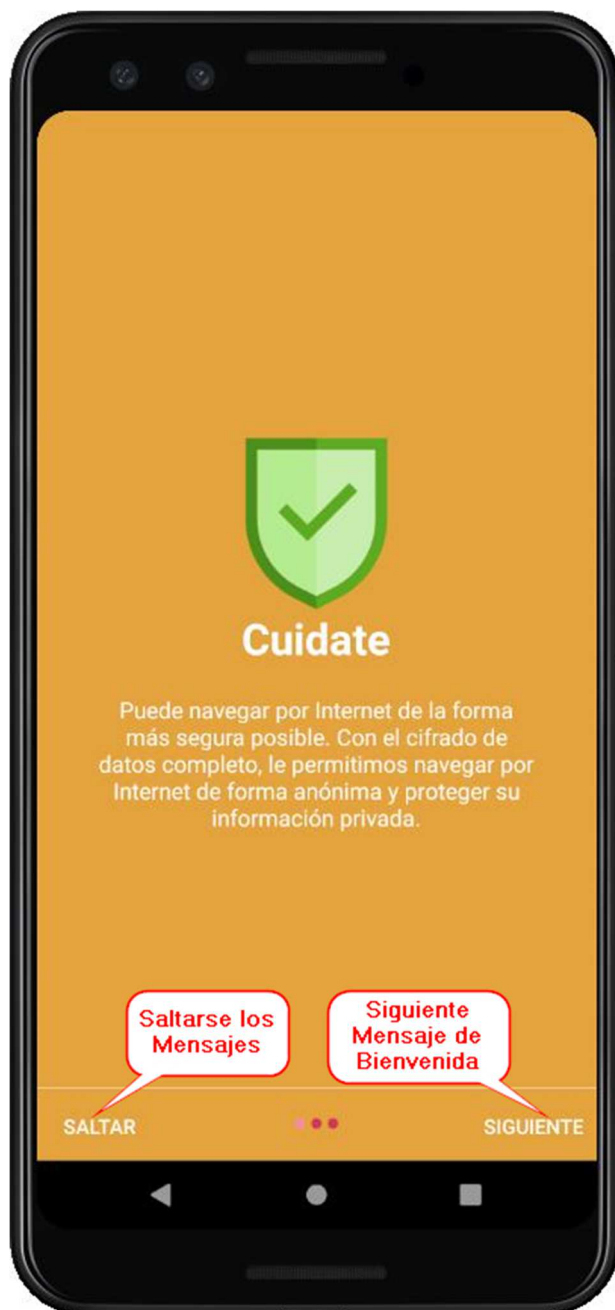 Cuidate
Puede navegar por Internet de la forma
más segura posible. Con el cifrado de
datos completo, le permitimos navegar por
Internet de forma anónima y proteger su
información privada.
Saltarse los
Mensajes
Siguiente
Mensaje de
Bienvenida
SALTAR
SIGUIENTE